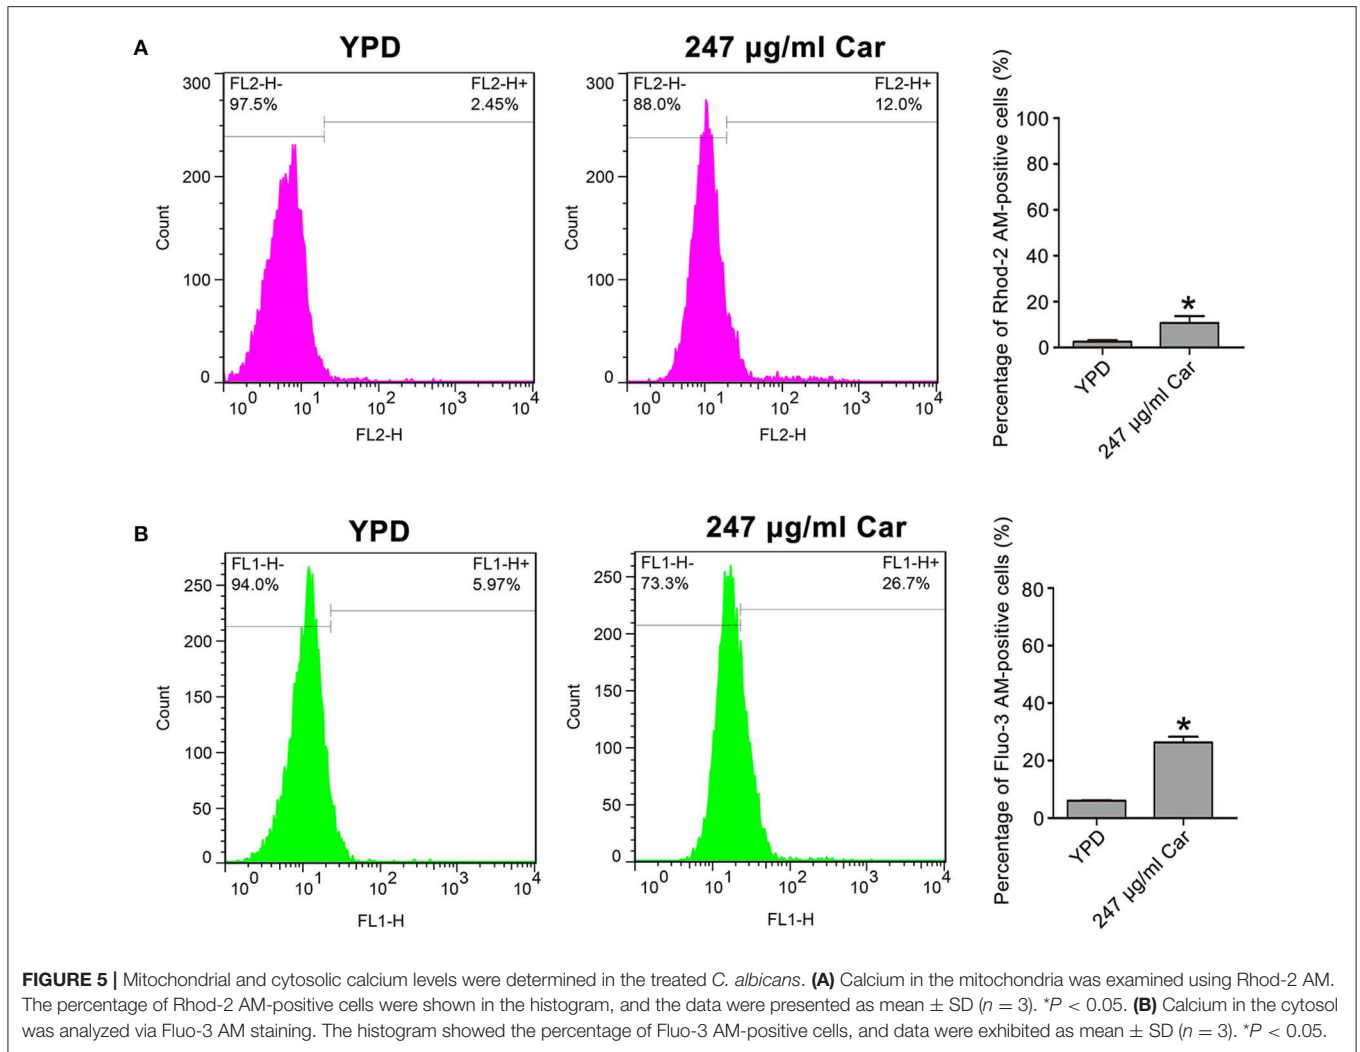 A
YPD
247 µg/ml Car
FL2-H-
97.5%
FL2-H+
2.45%
300
200
100
0
Count
10^0 10^1 10^2 10^3 10^4
FL2-H
FL2-H-
88.0%
FL2-H+
12.0%
300
200
100
0
Count
10^0 10^1 10^2 10^3 10^4
FL2-H
Percentage of Rhod-2 AM-positive cells (%)
100
80
60
40
20
0
*
YPD
247 µg/ml Car
B
YPD
247 µg/ml Car
FL1-H-
94.0%
FL1-H+
5.97%
250
200
150
100
50
0
Count
10^0 10^1 10^2 10^3 10^4
FL1-H
FL1-H-
73.3%
FL1-H+
26.7%
250
200
150
100
50
0
Count
10^0 10^1 10^2 10^3 10^4
FL1-H
Percentage of Fluo-3 AM-positive cells (%)
80
60
40
20
0
*
YPD
247 µg/ml Car
FIGURE 5 | Mitochondrial and cytosolic calcium levels were determined in the treated C. albicans. (A) Calcium in the mitochondria was examined using Rhod-2 AM.
The percentage of Rhod-2 AM-positive cells were shown in the histogram, and the data were presented as mean ± SD (n = 3). *P < 0.05. (B) Calcium in the cytosol
was analyzed via Fluo-3 AM staining. The histogram showed the percentage of Fluo-3 AM-positive cells, and data were exhibited as mean ± SD (n = 3). *P < 0.05.